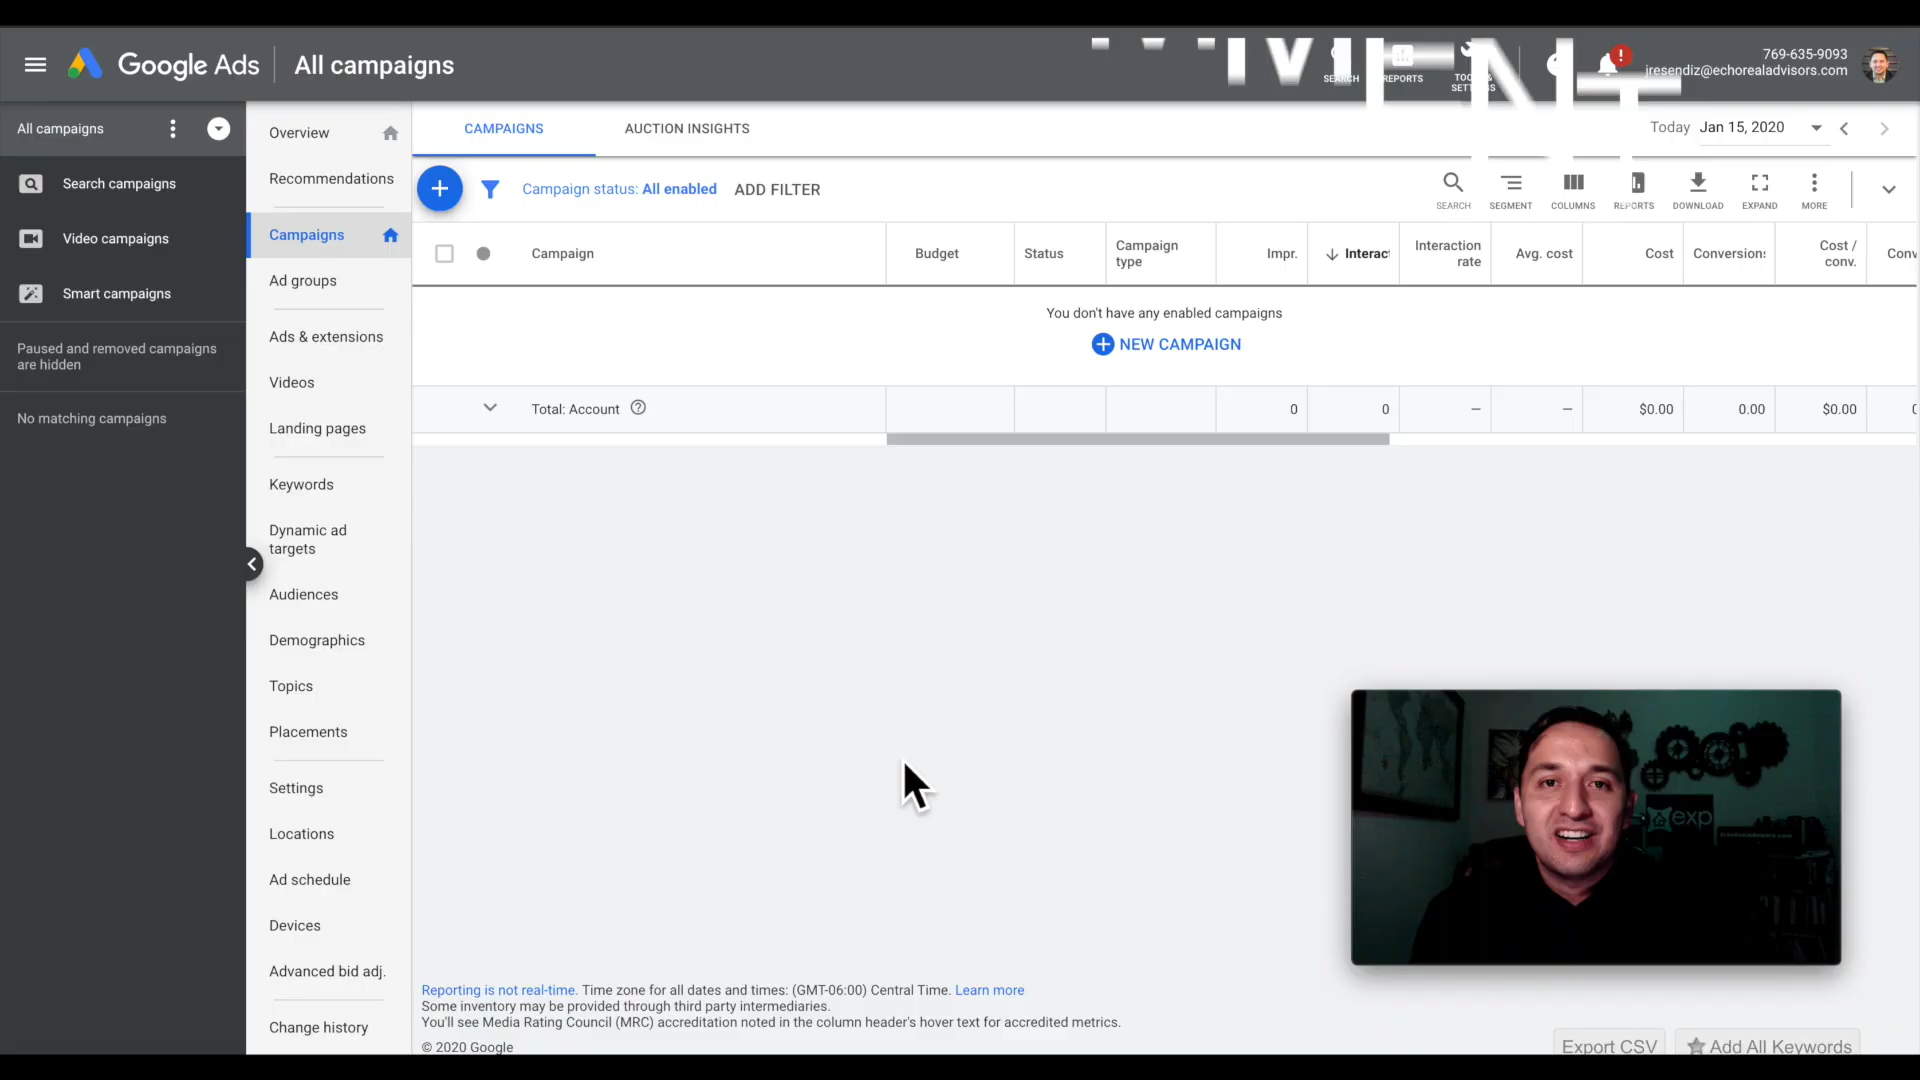 Google Ads
All campaigns
SEARCH
REPORTS
769-635-9093
jresendiz@echorealadvisors.com
All campaigns
Search campaigns
Video campaigns
Smart campaigns
Paused and removed campaigns
are hidden
No matching campaigns
Overview
Recommendations
Campaigns
Ad groups
Ads & extensions
Videos
Landing pages
Keywords
Dynamic ad
targets
Audiences
Demographics
Topics
Placements
Settings
Locations
Ad schedule
Devices
Advanced bid adj.
Change history
CAMPAIGNS
AUCTION INSIGHTS
Today Jan 15, 2020
Campaign status: All enabled
ADD FILTER
SEARCH
SEGMENT
COLUMNS
REPORTS
DOWNLOAD
EXPAND
MORE
Campaign
Budget
Status
Campaign
type
Impr.
Interac
Interaction
rate
Avg. cost
Cost
Conversion
Cost /
conv.
Conv
You don't have any enabled campaigns
NEW CAMPAIGN
Total: Account
0
0
–
–
$0.00
0.00
$0.00
exp
Reporting is not real-time. Time zone for all dates and times: (GMT-06:00) Central Time. Learn more
Some inventory may be provided through third party intermediaries.
You'll see Media Rating Council (MRC) accreditation noted in the column header's hover text for accredited metrics.
© 2020 Google
Export CSV
Add All Keywords